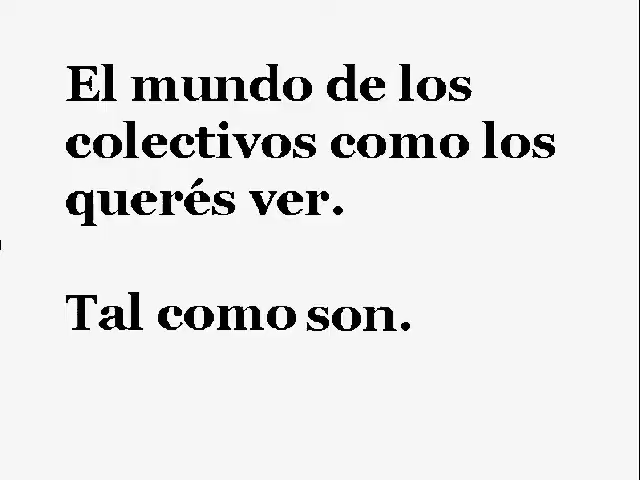 El mundo de los
colectivos como los
querés ver.
Tal como son.